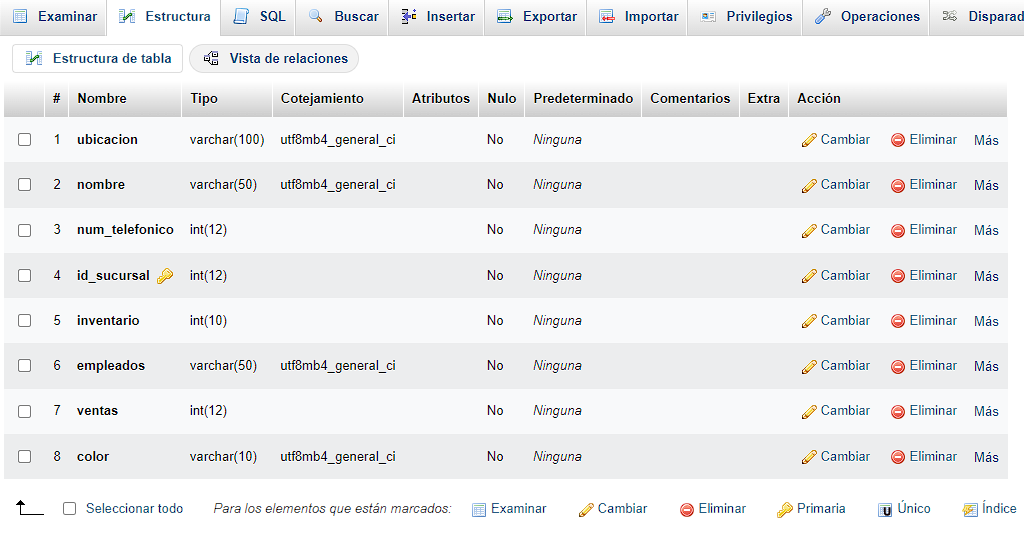 Examinar Estructura SQL Buscar Insertar Exportar Importar Privilegios Operaciones Disparad
Estructura de tabla Vista de relaciones
# Nombre Tipo Cotejamiento Atributos Nulo Predeterminado Comentarios Extra Acción
1 ubicacion varchar(100) utf8mb4_general_ci No Ninguna Cambiar Eliminar Más
2 nombre varchar(50) utf8mb4_general_ci No Ninguna Cambiar Eliminar Más
3 num_telefonico int(12) No Ninguna Cambiar Eliminar Más
4 id_sucursal int(12) No Ninguna Cambiar Eliminar Más
5 inventario int(10) No Ninguna Cambiar Eliminar Más
6 empleados varchar(50) utf8mb4_general_ci No Ninguna Cambiar Eliminar Más
7 ventas int(12) No Ninguna Cambiar Eliminar Más
8 color varchar(10) utf8mb4_general_ci No Ninguna Cambiar Eliminar Más
Seleccionar todo Para los elementos que están marcados: Examinar Cambiar Eliminar Primaria Único Índice